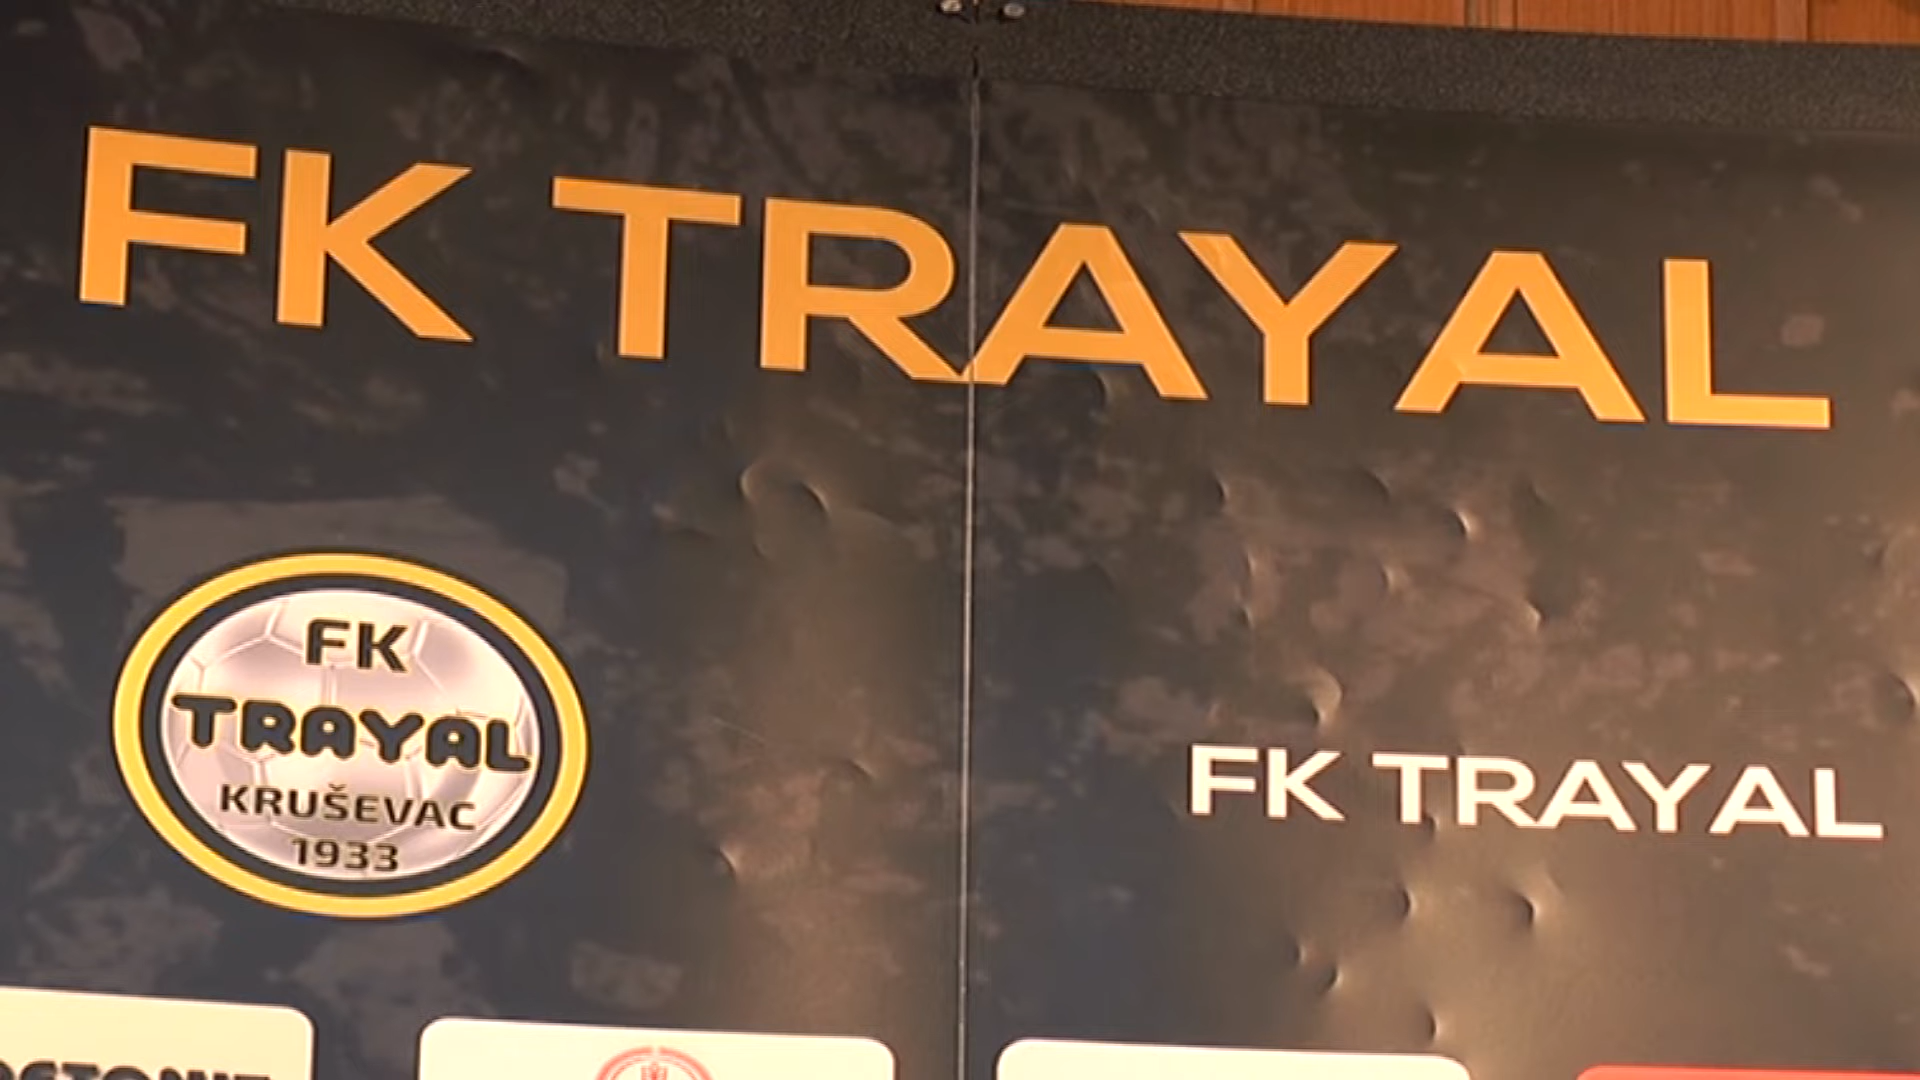 FK TRAYAL
FK
TRAYAL
KRUŠEVAC
1933
FK TRAYAL